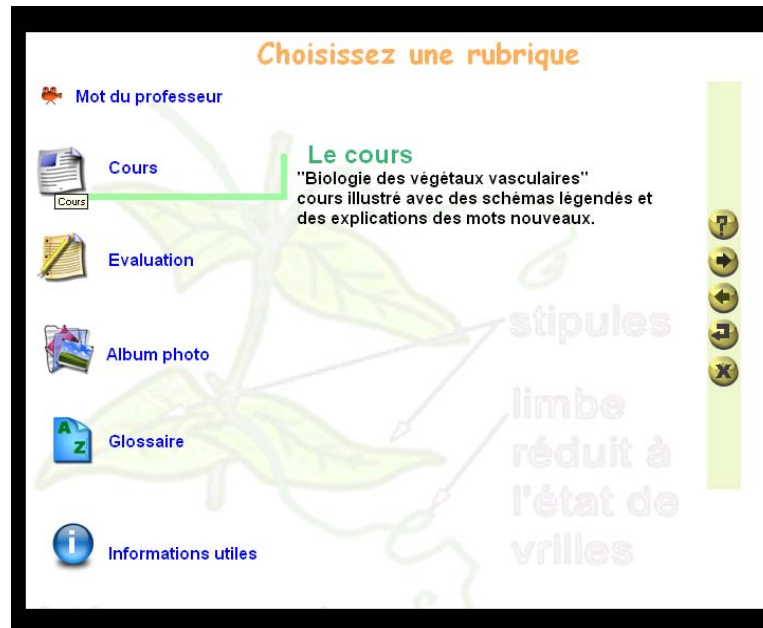 Choisissez une rubrique
Mot du professeur
Cours
Cours
Le cours
"Biologie des végétaux vasculaires"
cours illustré avec des schémas légendés et
des explications des mots nouveaux.
Evaluation
Album photo
A
Z
Glossaire
i
Informations utiles
stipules
limbe
réduit à
l'état de
vrilles
?
X